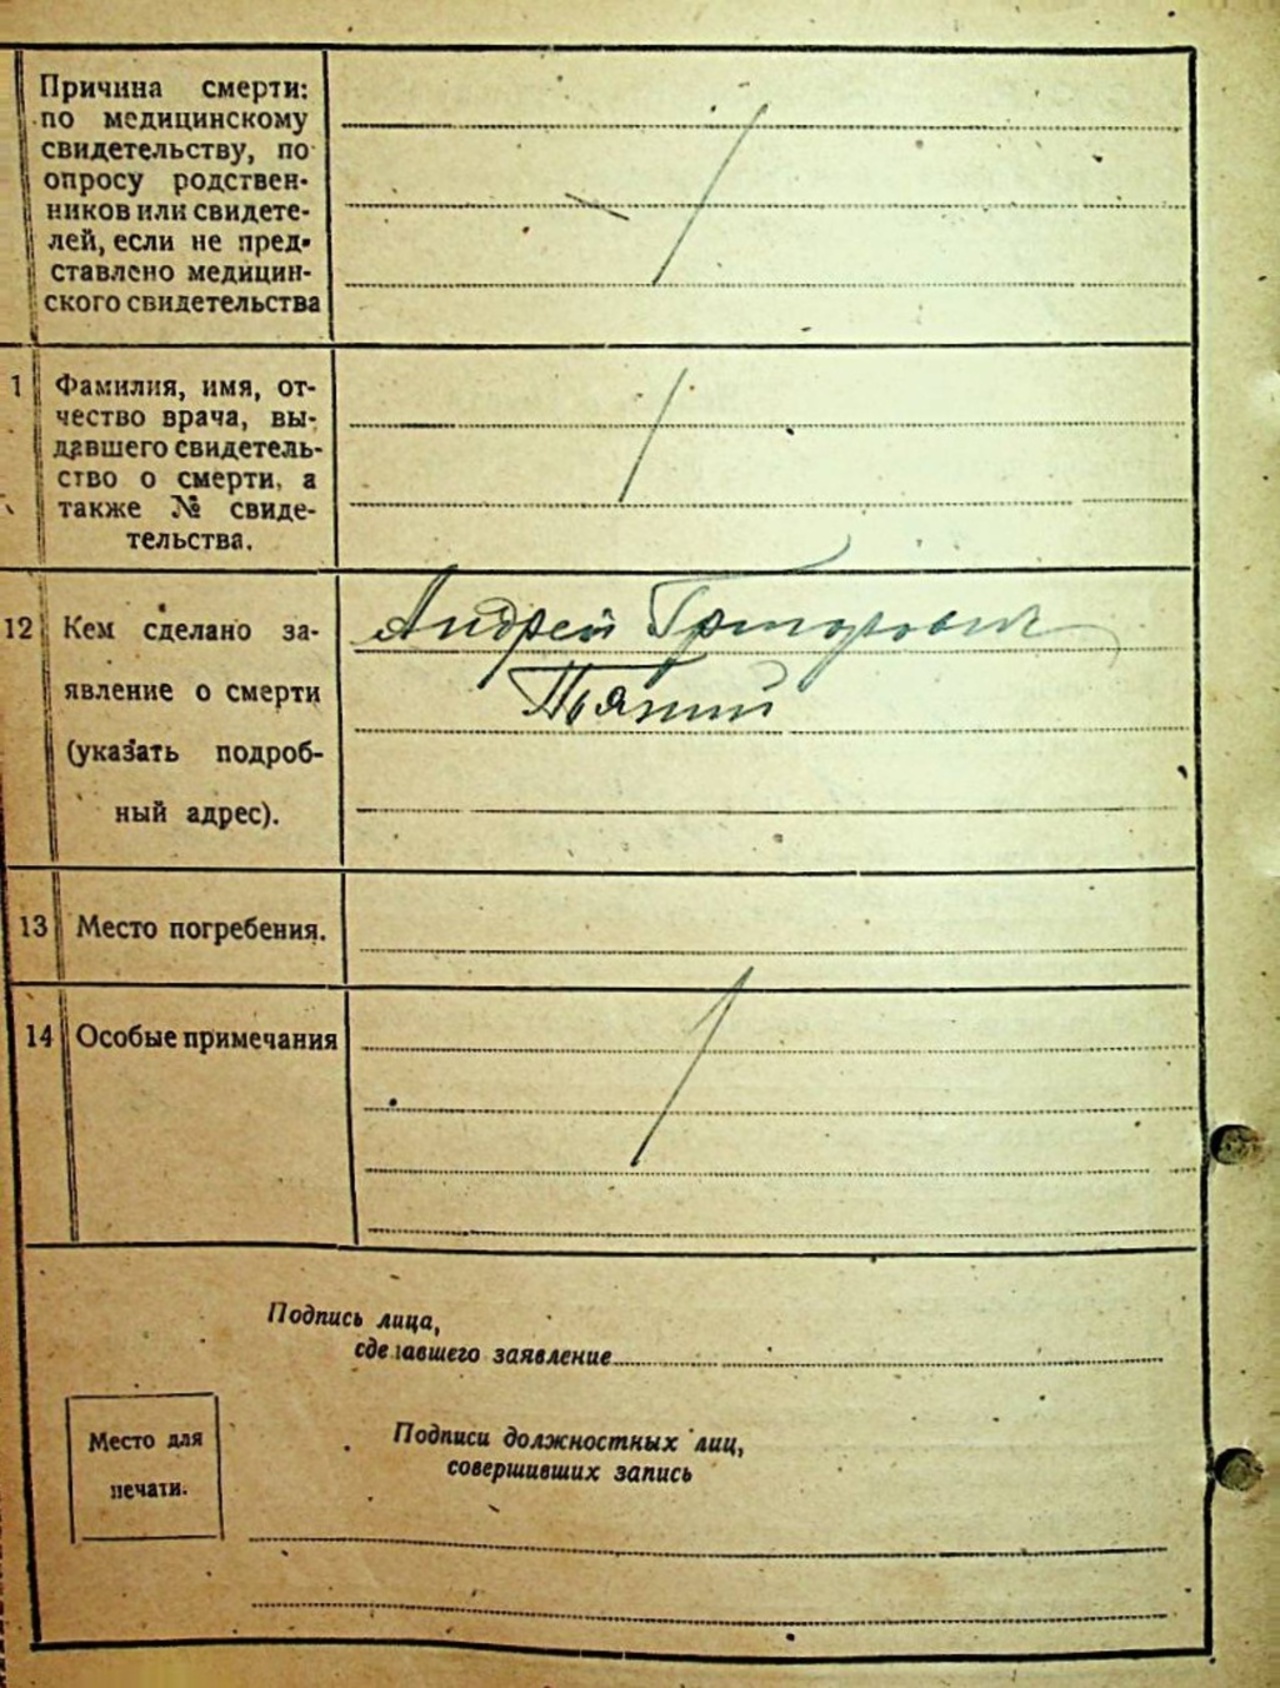 Причина смерти:
по медицинскому
свидетельству, по
опросу родствен-
ников или свидете-
лей, если не пред-
ставлено медицин-
ского свидетельства
1 Фамилия, имя, от-
чество врача, вы-
давшего свидетель-
ство о смерти, а
также № свиде-
тельства.
12 Кем сделано за-
явление о смерти
(указать подроб-
ный адрес).
Андрей Григорович
Пьяний
13 Место погребения.
14 Особые примечания
Подпись лица,
сделавшего заявление
Место для
печати.
Подписи должностных лиц,
совершивших запись